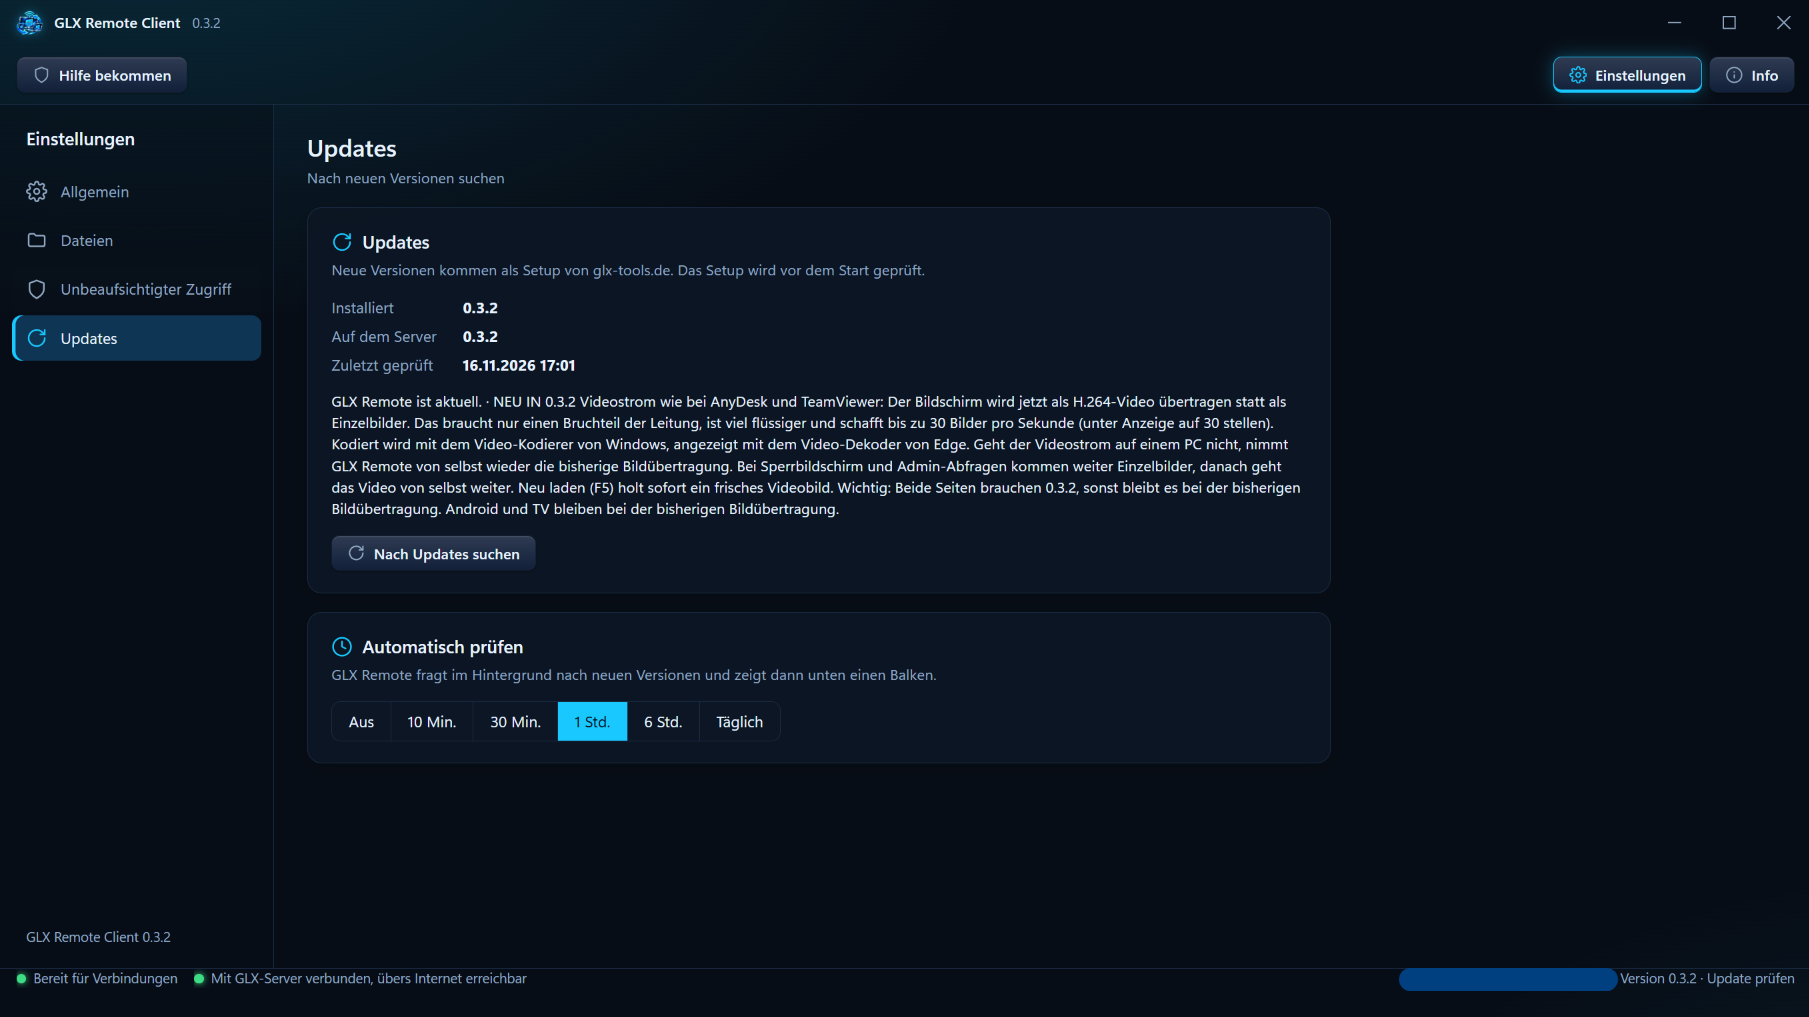 GLX Remote Client 0.3.2
Hilfe bekommen
Einstellungen
Info
Einstellungen
Allgemein
Dateien
Unbeaufsichtigter Zugriff
Updates
GLX Remote Client 0.3.2
Updates
Nach neuen Versionen suchen
Updates
Neue Versionen kommen als Setup von glx-tools.de. Das Setup wird vor dem Start geprüft.
Installiert 0.3.2
Auf dem Server 0.3.2
Zuletzt geprüft 16.11.2026 17:01
GLX Remote ist aktuell. · NEU IN 0.3.2 Videostrom wie bei AnyDesk und TeamViewer: Der Bildschirm wird jetzt als H.264-Video übertragen statt als
Einzelbilder. Das braucht nur einen Bruchteil der Leitung, ist viel flüssiger und schafft bis zu 30 Bilder pro Sekunde (unter Anzeige auf 30 stellen).
Kodiert wird mit dem Video-Kodierer von Windows, angezeigt mit dem Video-Dekoder von Edge. Geht der Videostrom auf einem PC nicht, nimmt
GLX Remote von selbst wieder die bisherige Bildübertragung. Bei Sperrbildschirm und Admin-Abfragen kommen weiter Einzelbilder, danach geht
das Video von selbst weiter. Neu laden (F5) holt sofort ein frisches Videobild. Wichtig: Beide Seiten brauchen 0.3.2, sonst bleibt es bei der bisherigen
Bildübertragung. Android und TV bleiben bei der bisherigen Bildübertragung.
Nach Updates suchen
Automatisch prüfen
GLX Remote fragt im Hintergrund nach neuen Versionen und zeigt dann unten einen Balken.
Aus 10 Min. 30 Min. 1 Std. 6 Std. Täglich
Bereit für Verbindungen Mit GLX-Server verbunden, übers Internet erreichbar
Version 0.3.2 · Update prüfen